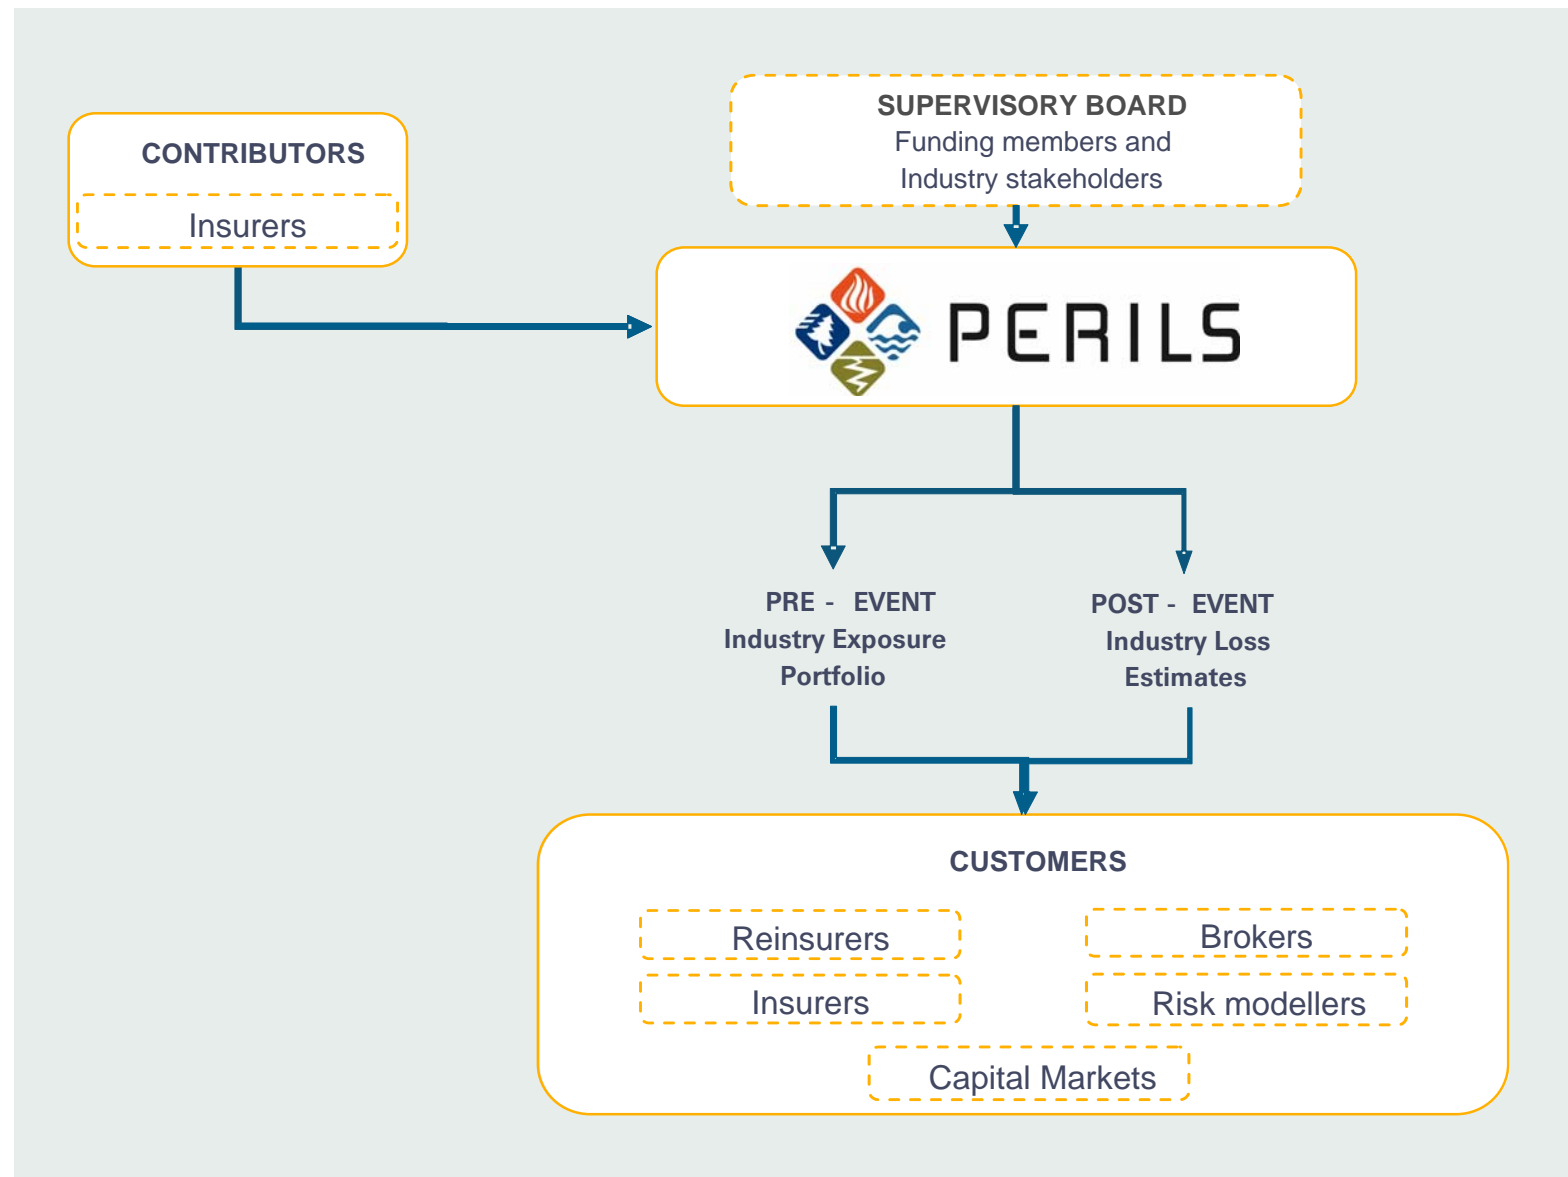 CONTRIBUTORS
Insurers
SUPERVISORY BOARD
Funding members and
Industry stakeholders
PERILS
PRE - EVENT
Industry Exposure
Portfolio
POST - EVENT
Industry Loss
Estimates
CUSTOMERS
Reinsurers
Brokers
Insurers
Risk modellers
Capital Markets